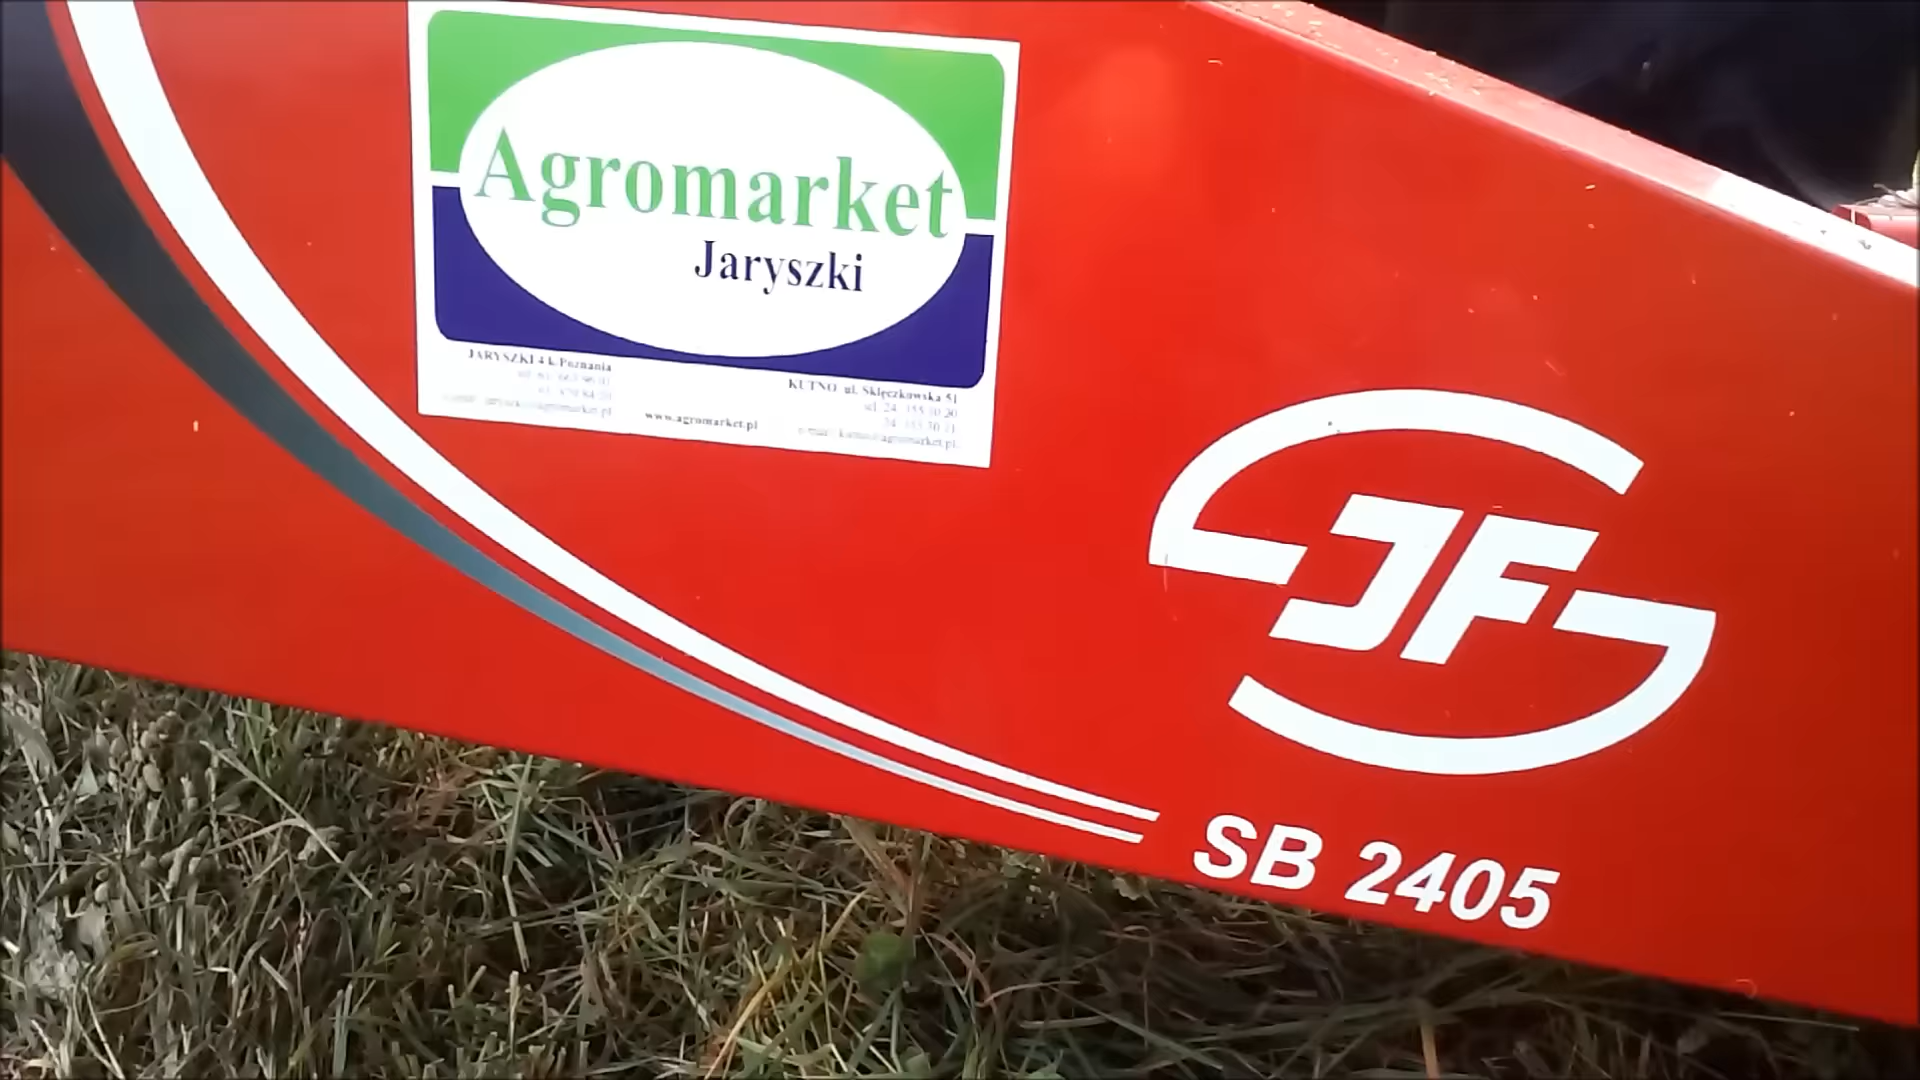 Agromarket
Jaryszki
JARYSZKI 4 k.Poznania
KUTNO ul. Sklęczkowska 51
www.agromarket.pl
JF
SB 2405